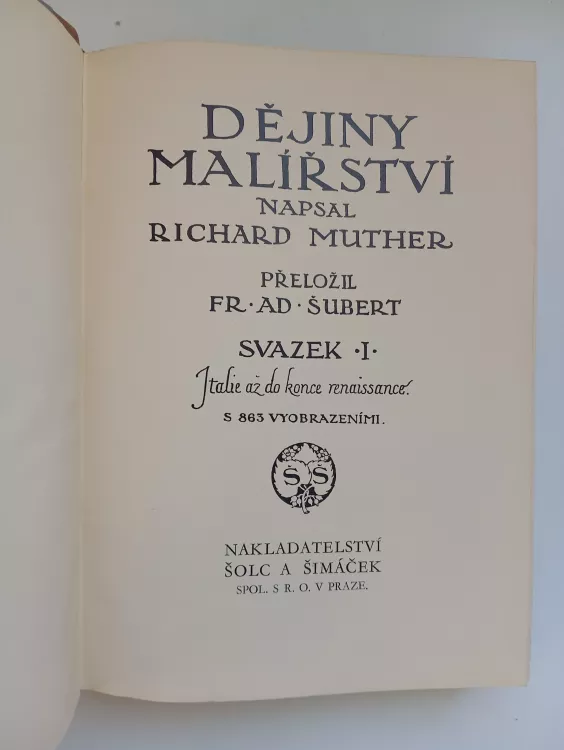 DĚJINY
MALÍŘSTVÍ
NAPSAL
RICHARD MUTHER
PŘELOŽIL
FR·AD·ŠUBERT
SVAZEK ·I·
Italie až do konce renaissance.
S 863 VYOBRAZENÍMI.
Š Š
NAKLADATELSTVÍ
ŠOLC A ŠIMÁČEK
SPOL. S R. O. V PRAZE.